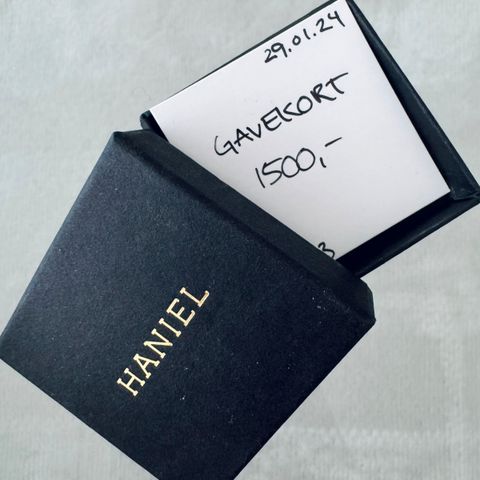 29.01.24
GAVEKORT
1500,-
HANIEL